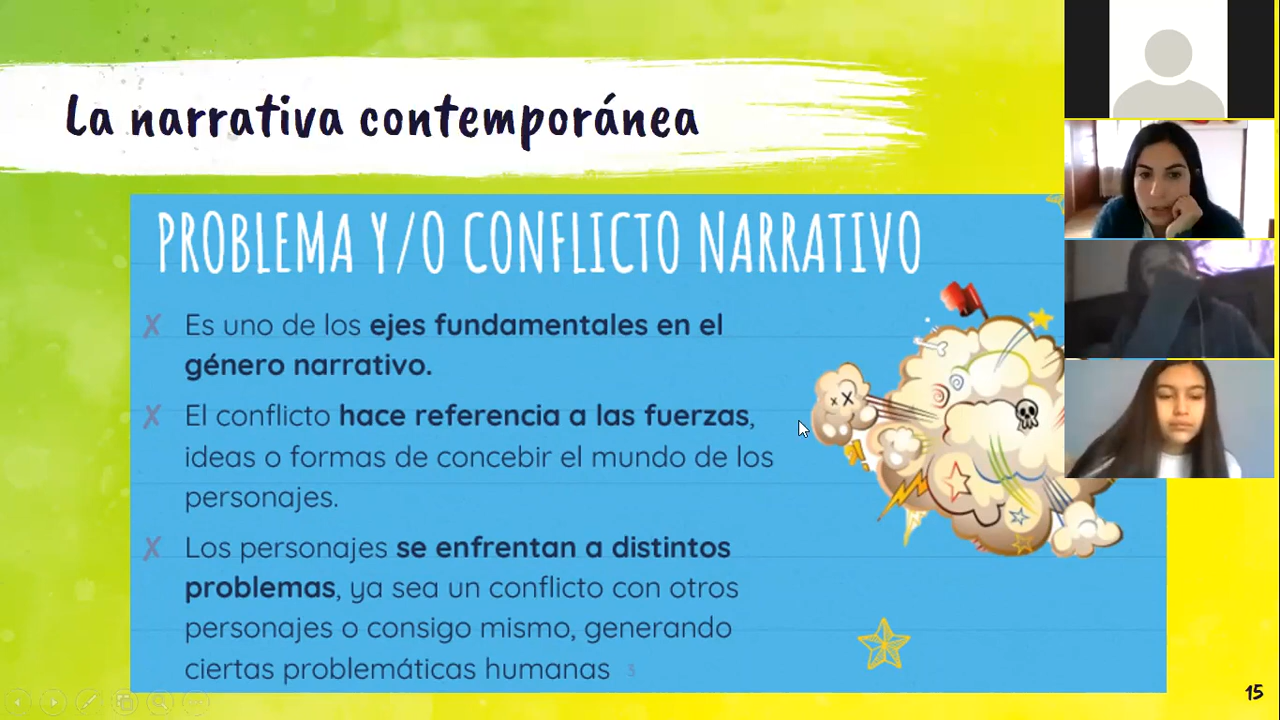 La narrativa contemporánea
PROBLEMA Y/O CONFLICTO NARRATIVO
X Es uno de los ejes fundamentales en el
género narrativo.
X El conflicto hace referencia a las fuerzas,
ideas o formas de concebir el mundo de los
personajes.
X Los personajes se enfrentan a distintos
problemas, ya sea un conflicto con otros
personajes o consigo mismo, generando
ciertas problemáticas humanas 3
15